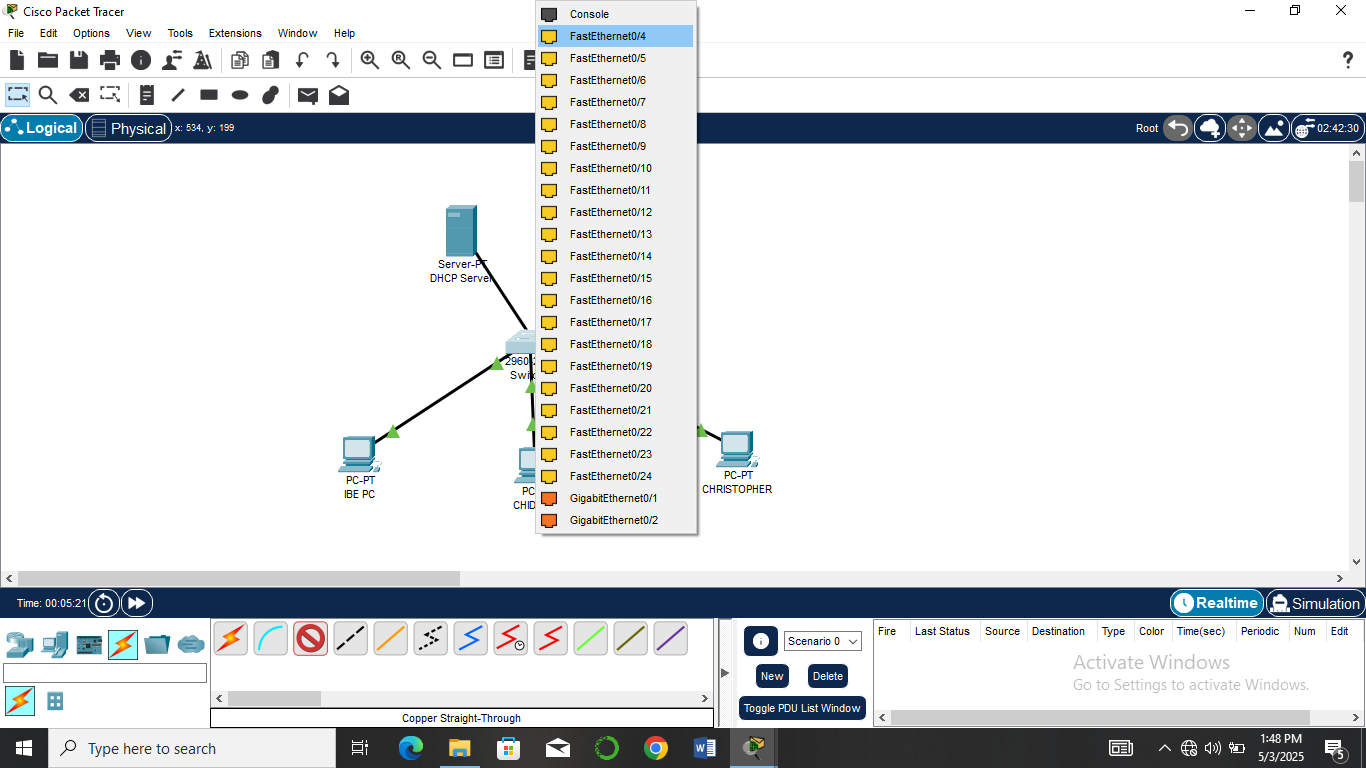 Cisco Packet Tracer
File Edit Options View Tools Extensions Window Help
Logical
Physical
x: 534, y: 199
Root
02:42:30
Console
FastEthernet0/4
FastEthernet0/5
FastEthernet0/6
FastEthernet0/7
FastEthernet0/8
FastEthernet0/9
FastEthernet0/10
FastEthernet0/11
FastEthernet0/12
FastEthernet0/13
FastEthernet0/14
FastEthernet0/15
FastEthernet0/16
FastEthernet0/17
FastEthernet0/18
FastEthernet0/19
FastEthernet0/20
FastEthernet0/21
FastEthernet0/22
FastEthernet0/23
FastEthernet0/24
GigabitEthernet0/1
GigabitEthernet0/2
Server-PT
DHCP Server
2960
Swit
PC-PT
IBE PC
PC
CHID
PC-PT
CHRISTOPHER
Time: 00:05:21
Realtime
Simulation
Copper Straight-Through
Scenario 0
New
Delete
Toggle PDU List Window
Fire Last Status Source Destination Type Color Time(sec) Periodic Num Edit
Activate Windows
Go to Settings to activate Windows.
Type here to search
1:48 PM
5/3/2025
5